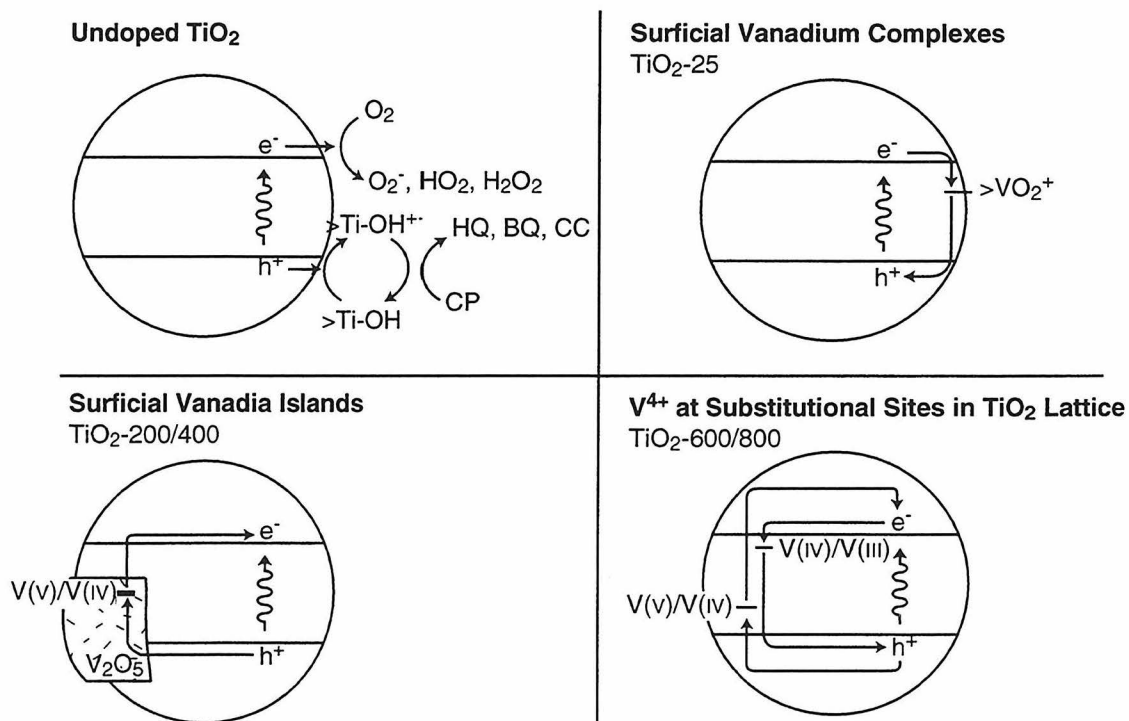 Undoped TiO₂
e⁻
O₂
O₂⁻, HO₂, H₂O₂
>Ti-OH⁺·
HQ, BQ, CC
h⁺
CP
>Ti-OH
Surficial Vanadium Complexes
TiO₂-25
e⁻
>VO₂⁺
h⁺
Surficial Vanadia Islands
TiO₂-200/400
e⁻
V(V)/V(IV)
h⁺
V₂O₅
V⁴⁺ at Substitutional Sites in TiO₂ Lattice
TiO₂-600/800
e⁻
V(IV)/V(III)
V(V)/V(IV)
h⁺